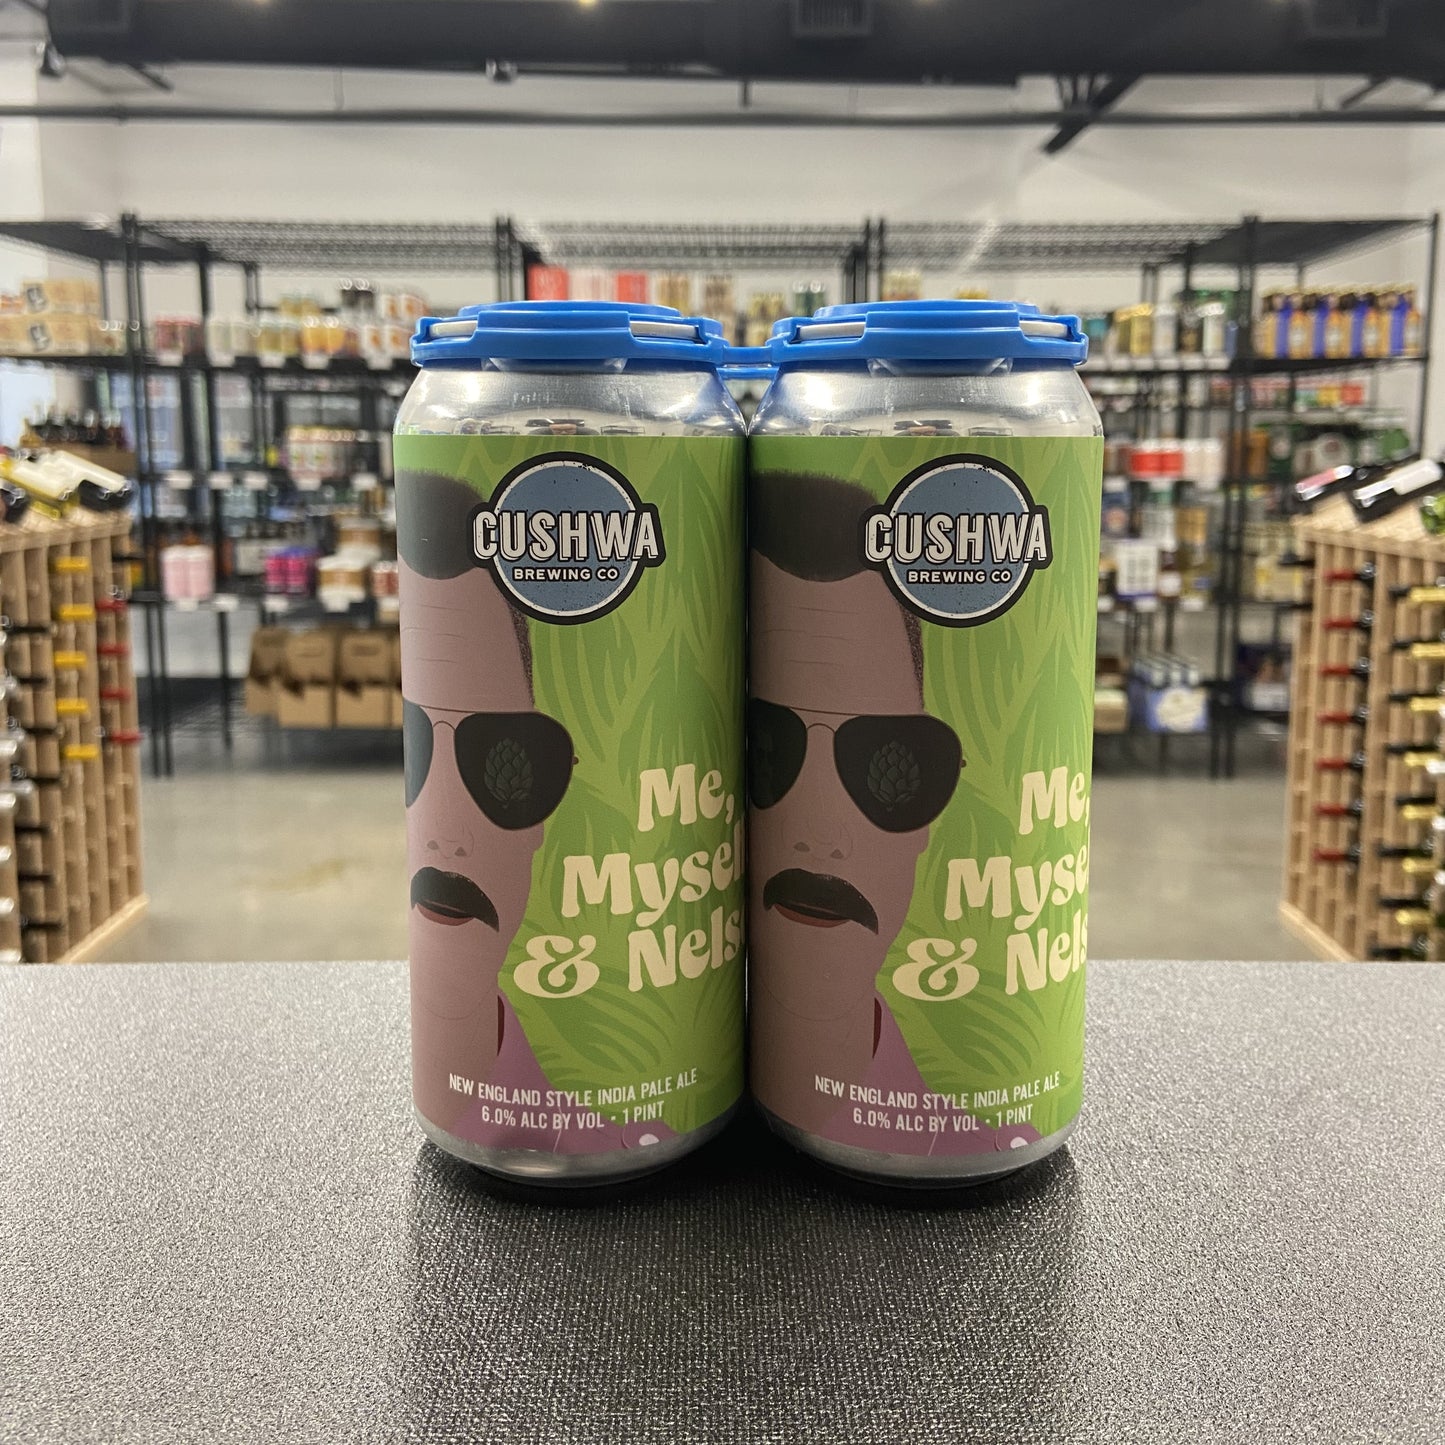 CUSHWA
BREWING CO
Me,
Mysel
& Nels
NEW ENGLAND STYLE INDIA PALE ALE
6.0% ALC BY VOL • 1 PINT
CUSHWA
BREWING CO
Me,
Myse
& Nels
NEW ENGLAND STYLE INDIA PALE ALE
6.0% ALC BY VOL • 1 PINT